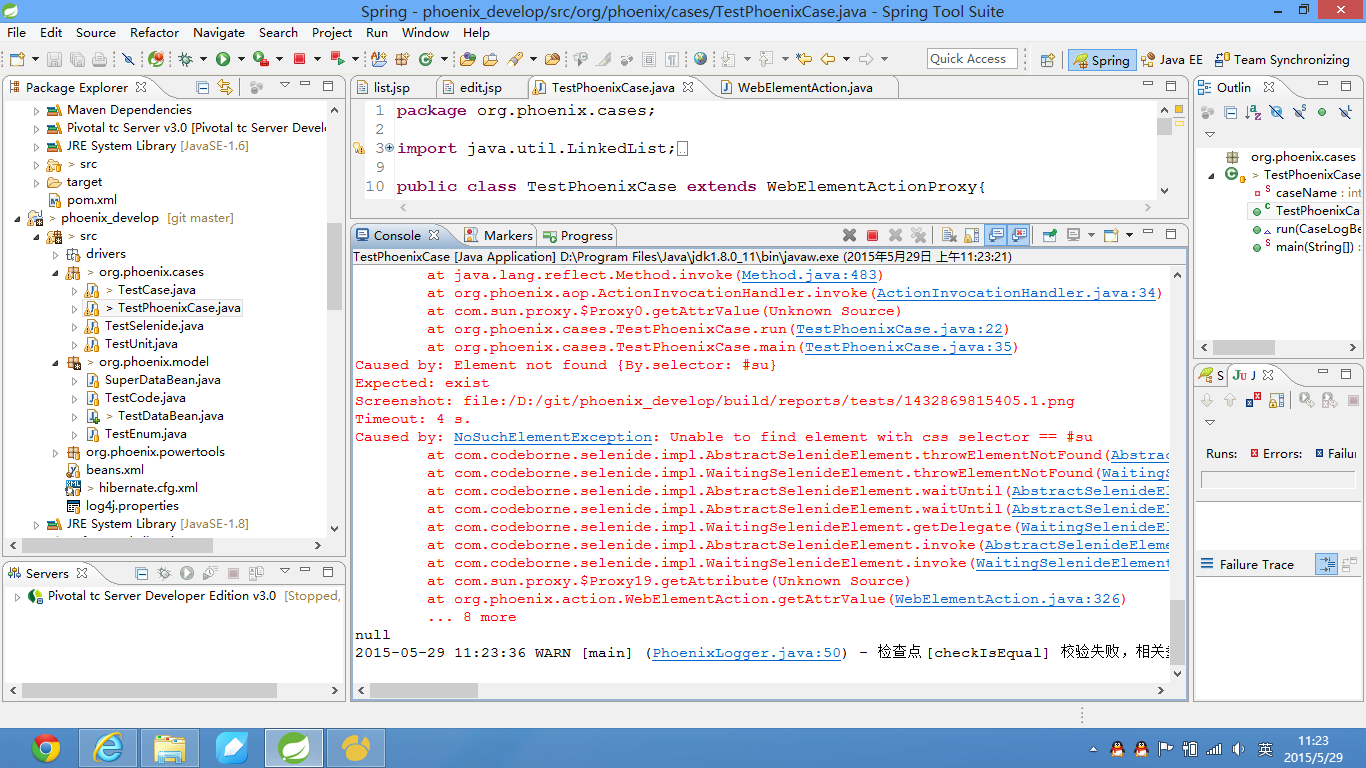 Spring - phoenix_develop/src/org/phoenix/cases/TestPhoenixCase.java - Spring Tool Suite
File Edit Source Refactor Navigate Search Project Run Window Help
Quick Access Spring Java EE Team Synchronizing
Package Explorer
Maven Dependencies
Pivotal tc Server v3.0 [Pivotal tc Server Devel
JRE System Library [JavaSE-1.6]
> src
target
pom.xml
> phoenix_develop [git master]
> src
drivers
> org.phoenix.cases
> TestCase.java
> TestPhoenixCase.java
TestSelenide.java
TestUnit.java
> org.phoenix.model
SuperDataBean.java
TestCode.java
> TestDataBean.java
TestEnum.java
org.phoenix.powertools
beans.xml
> hibernate.cfg.xml
log4j.properties
JRE System Library [JavaSE-1.8]
Servers
Pivotal tc Server Developer Edition v3.0 [Stopped,
list.jsp edit.jsp TestPhoenixCase.java WebElementAction.java
1 package org.phoenix.cases;
2
3 import java.util.LinkedList;
9
10 public class TestPhoenixCase extends WebElementActionProxy{
Console Markers Progress
TestPhoenixCase [Java Application] D:\Program Files\Java\jdk1.8.0_11\bin\javaw.exe (2015年5月29日 上午11:23:21)
at java.lang.reflect.Method.invoke(Method.java:483)
at org.phoenix.aop.ActionInvocationHandler.invoke(ActionInvocationHandler.java:34)
at com.sun.proxy.$Proxy0.getAttrValue(Unknown Source)
at org.phoenix.cases.TestPhoenixCase.run(TestPhoenixCase.java:22)
at org.phoenix.cases.TestPhoenixCase.main(TestPhoenixCase.java:35)
Caused by: Element not found {By.selector: #su}
Expected: exist
Screenshot: file:/D:/git/phoenix_develop/build/reports/tests/1432869815405.1.png
Timeout: 4 s.
Caused by: NoSuchElementException: Unable to find element with css selector == #su
at com.codeborne.selenide.impl.AbstractSelenideElement.throwElementNotFound(Abstrac
at com.codeborne.selenide.impl.WaitingSelenideElement.throwElementNotFound(WaitingS
at com.codeborne.selenide.impl.AbstractSelenideElement.waitUntil(AbstractSelenideEl
at com.codeborne.selenide.impl.AbstractSelenideElement.waitUntil(AbstractSelenideEl
at com.codeborne.selenide.impl.WaitingSelenideElement.getDelegate(WaitingSelenideEl
at com.codeborne.selenide.impl.AbstractSelenideElement.invoke(AbstractSelenideEleme
at com.codeborne.selenide.impl.WaitingSelenideElement.invoke(WaitingSelenideElement
at com.sun.proxy.$Proxy19.getAttribute(Unknown Source)
at org.phoenix.action.WebElementAction.getAttrValue(WebElementAction.java:326)
... 8 more
null
2015-05-29 11:23:36 WARN [main] (PhoenixLogger.java:50) - 检查点[checkIsEqual] 校验失败,相关
Outlin
org.phoenix.cases
> TestPhoenixCase
caseName : int
TestPhoenixCa
run(CaseLogBe
main(String[]) :
S Ju J
Runs: Errors: Failur
Failure Trace
英
11:23
2015/5/29